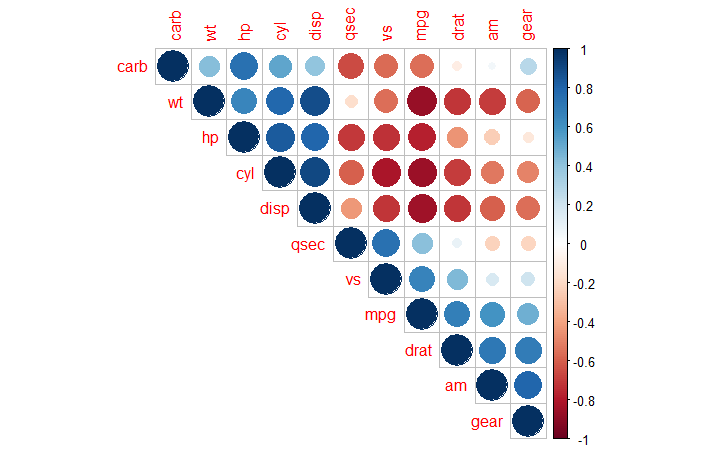 carb wt hp cyl disp qsec vs mpg drat am gear
carb
wt
hp
cyl
disp
qsec
vs
mpg
drat
am
gear
1
0.8
0.6
0.4
0.2
0
-0.2
-0.4
-0.6
-0.8
-1